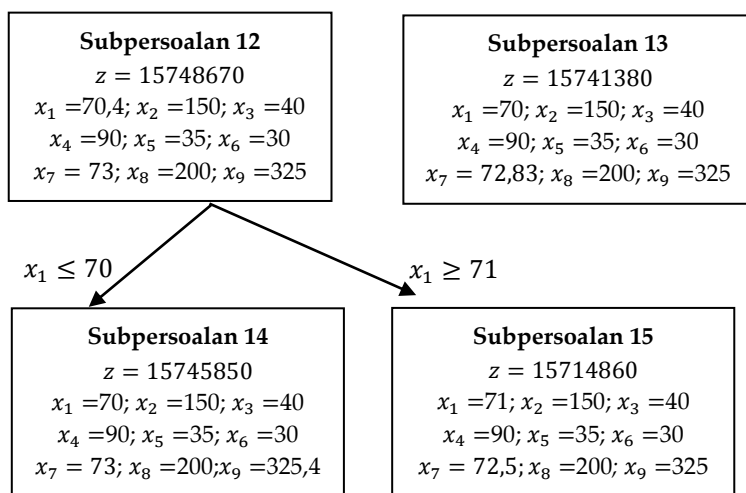 Subpersoalan 12
z = 15748670
x₁ =70,4; x₂ =150; x₃ =40
x₄ =90; x₅ =35; x₆ =30
x₇ = 73; x₈ =200; x₉ =325
Subpersoalan 13
z = 15741380
x₁ =70; x₂ =150; x₃ =40
x₄ =90; x₅ =35; x₆ =30
x₇ = 72,83; x₈ =200; x₉ =325
x₁ ≤ 70
x₁ ≥ 71
Subpersoalan 14
z = 15745850
x₁ =70; x₂ =150; x₃ =40
x₄ =90; x₅ =35; x₆ =30
x₇ = 73; x₈ =200;x₉ =325,4
Subpersoalan 15
z = 15714860
x₁ =71; x₂ =150; x₃ =40
x₄ =90; x₅ =35; x₆ =30
x₇ = 72,5; x₈ =200; x₉ =325